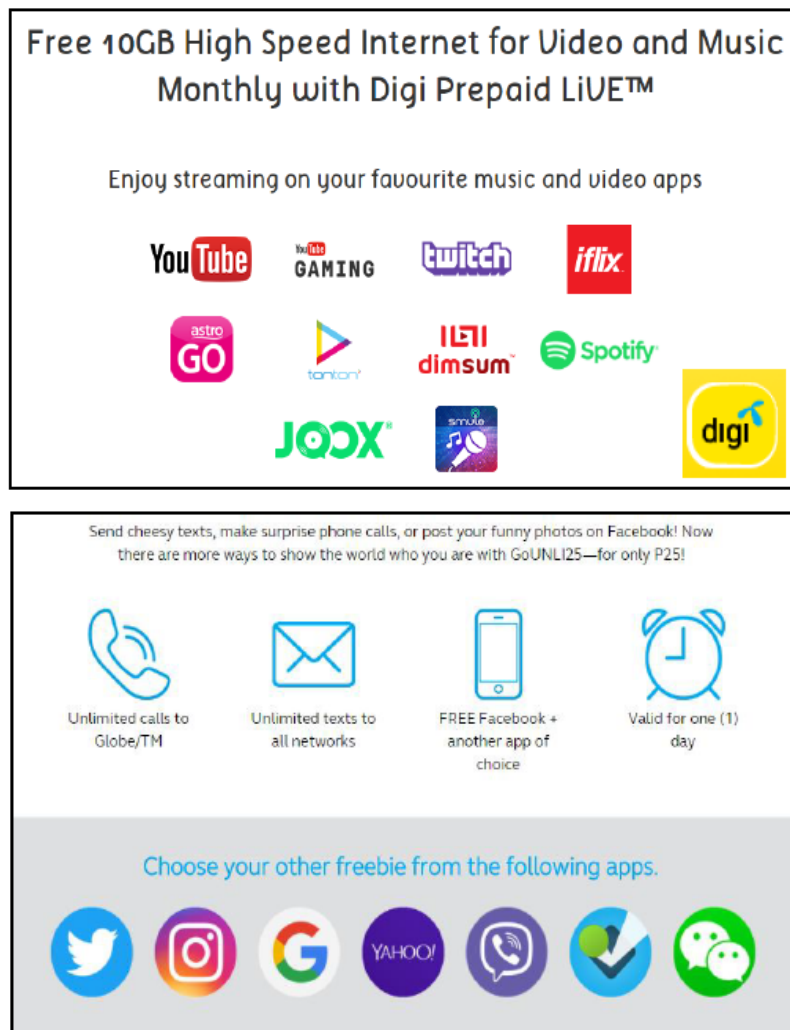 Free 10GB High Speed Internet for Video and Music
Monthly with Digi Prepaid LiVE™
Enjoy streaming on your favourite music and video apps
YouTube
YouTube GAMING
twitch
iflix
astro GO
tonton
dimsum
Spotify
JOOX
smule
digi
Send cheesy texts, make surprise phone calls, or post your funny photos on Facebook! Now
there are more ways to show the world who you are with GoUNLI25—for only P25!
Unlimited calls to
Globe/TM
Unlimited texts to
all networks
FREE Facebook +
another app of
choice
Valid for one (1)
day
Choose your other freebie from the following apps.
YAHOO!